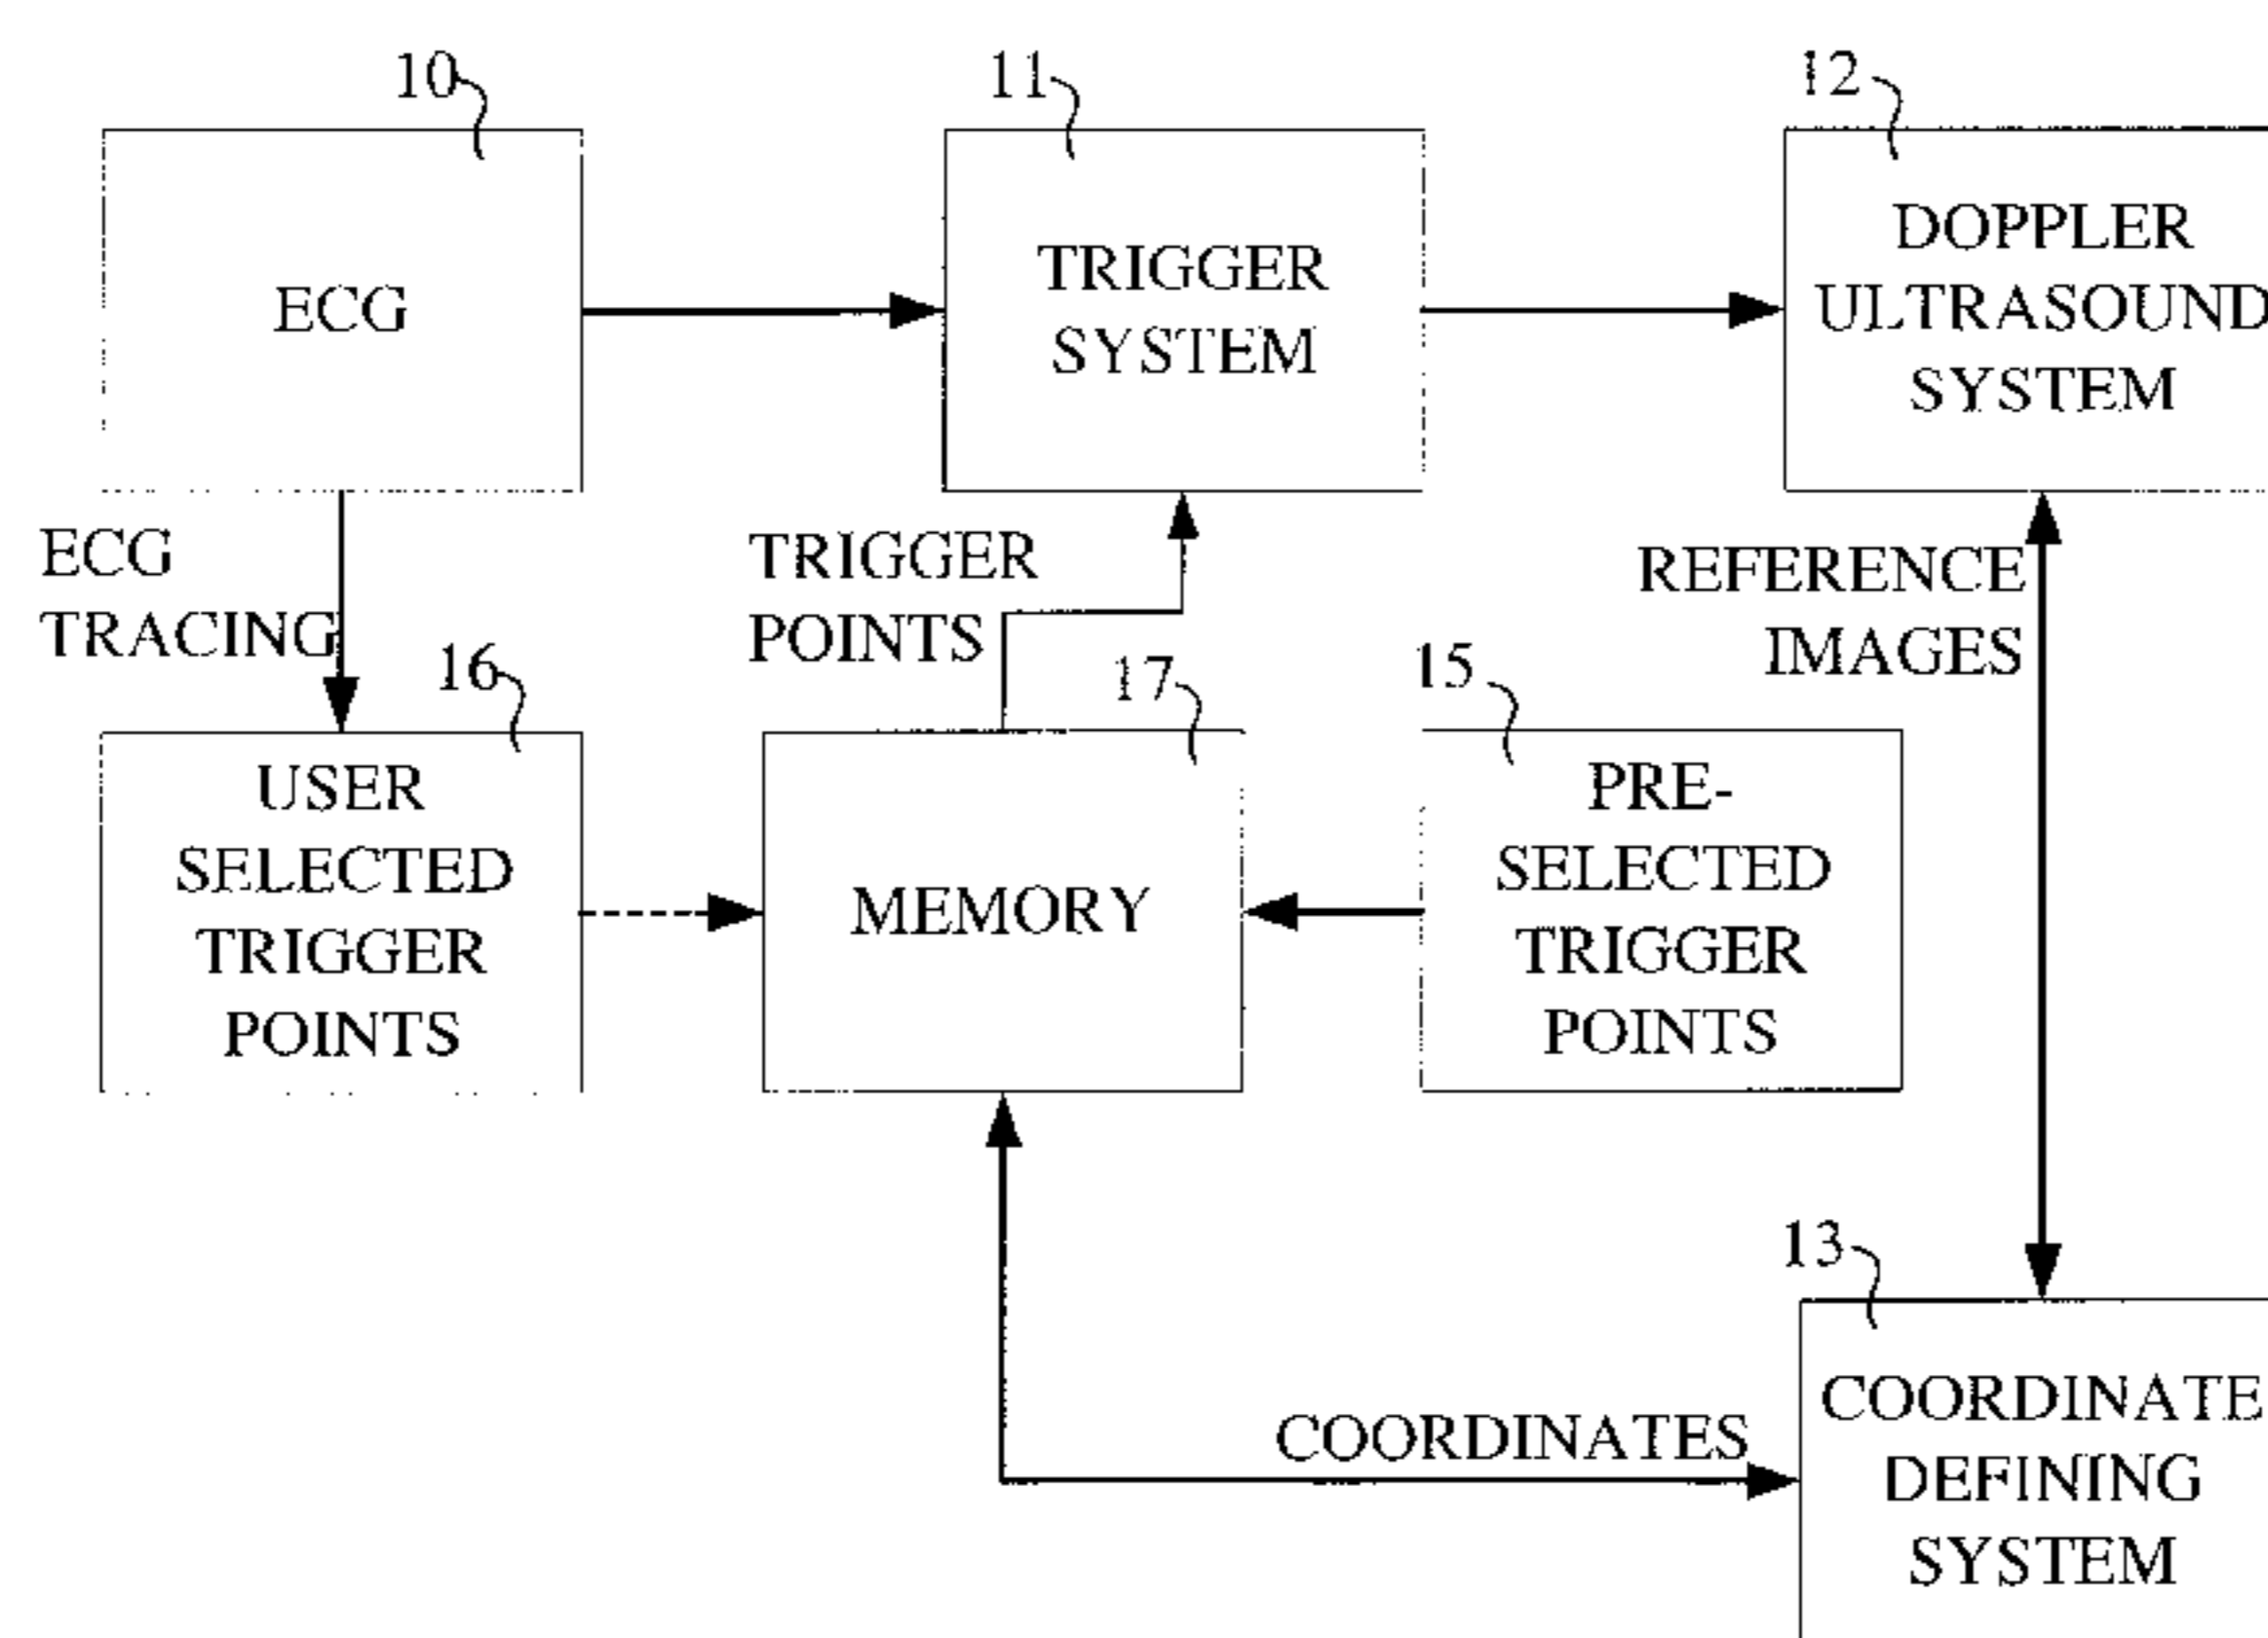 10
11
12
ECG
TRIGGER
SYSTEM
DOPPLER
ULTRASOUND
SYSTEM
ECG
TRACING
TRIGGER
POINTS
REFERENCE
IMAGES
16
17
15
USER
SELECTED
TRIGGER
POINTS
MEMORY
PRE-
SELECTED
TRIGGER
POINTS
13
COORDINATES
COORDINATE
DEFINING
SYSTEM